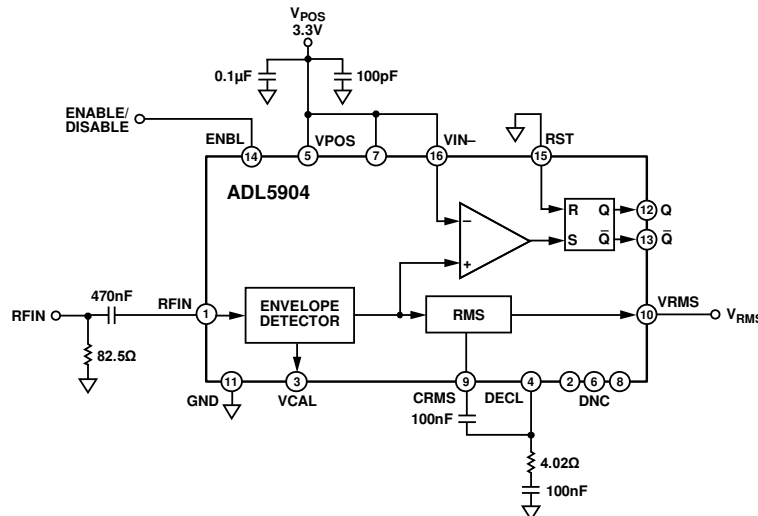 VPOS
3.3V
0.1µF
100pF
ENABLE/
DISABLE
ENBL
VPOS
VIN–
RST
14
5
7
16
15
ADL5904
R
Q
12
Q
S
Q̅
13
Q̅
–
+
470nF
RFIN
RFIN
1
ENVELOPE
DETECTOR
RMS
VRMS
10
VRMS
82.5Ω
11
3
9
4
2
6
8
GND
VCAL
CRMS
DECL
DNC
100nF
4.02Ω
100nF